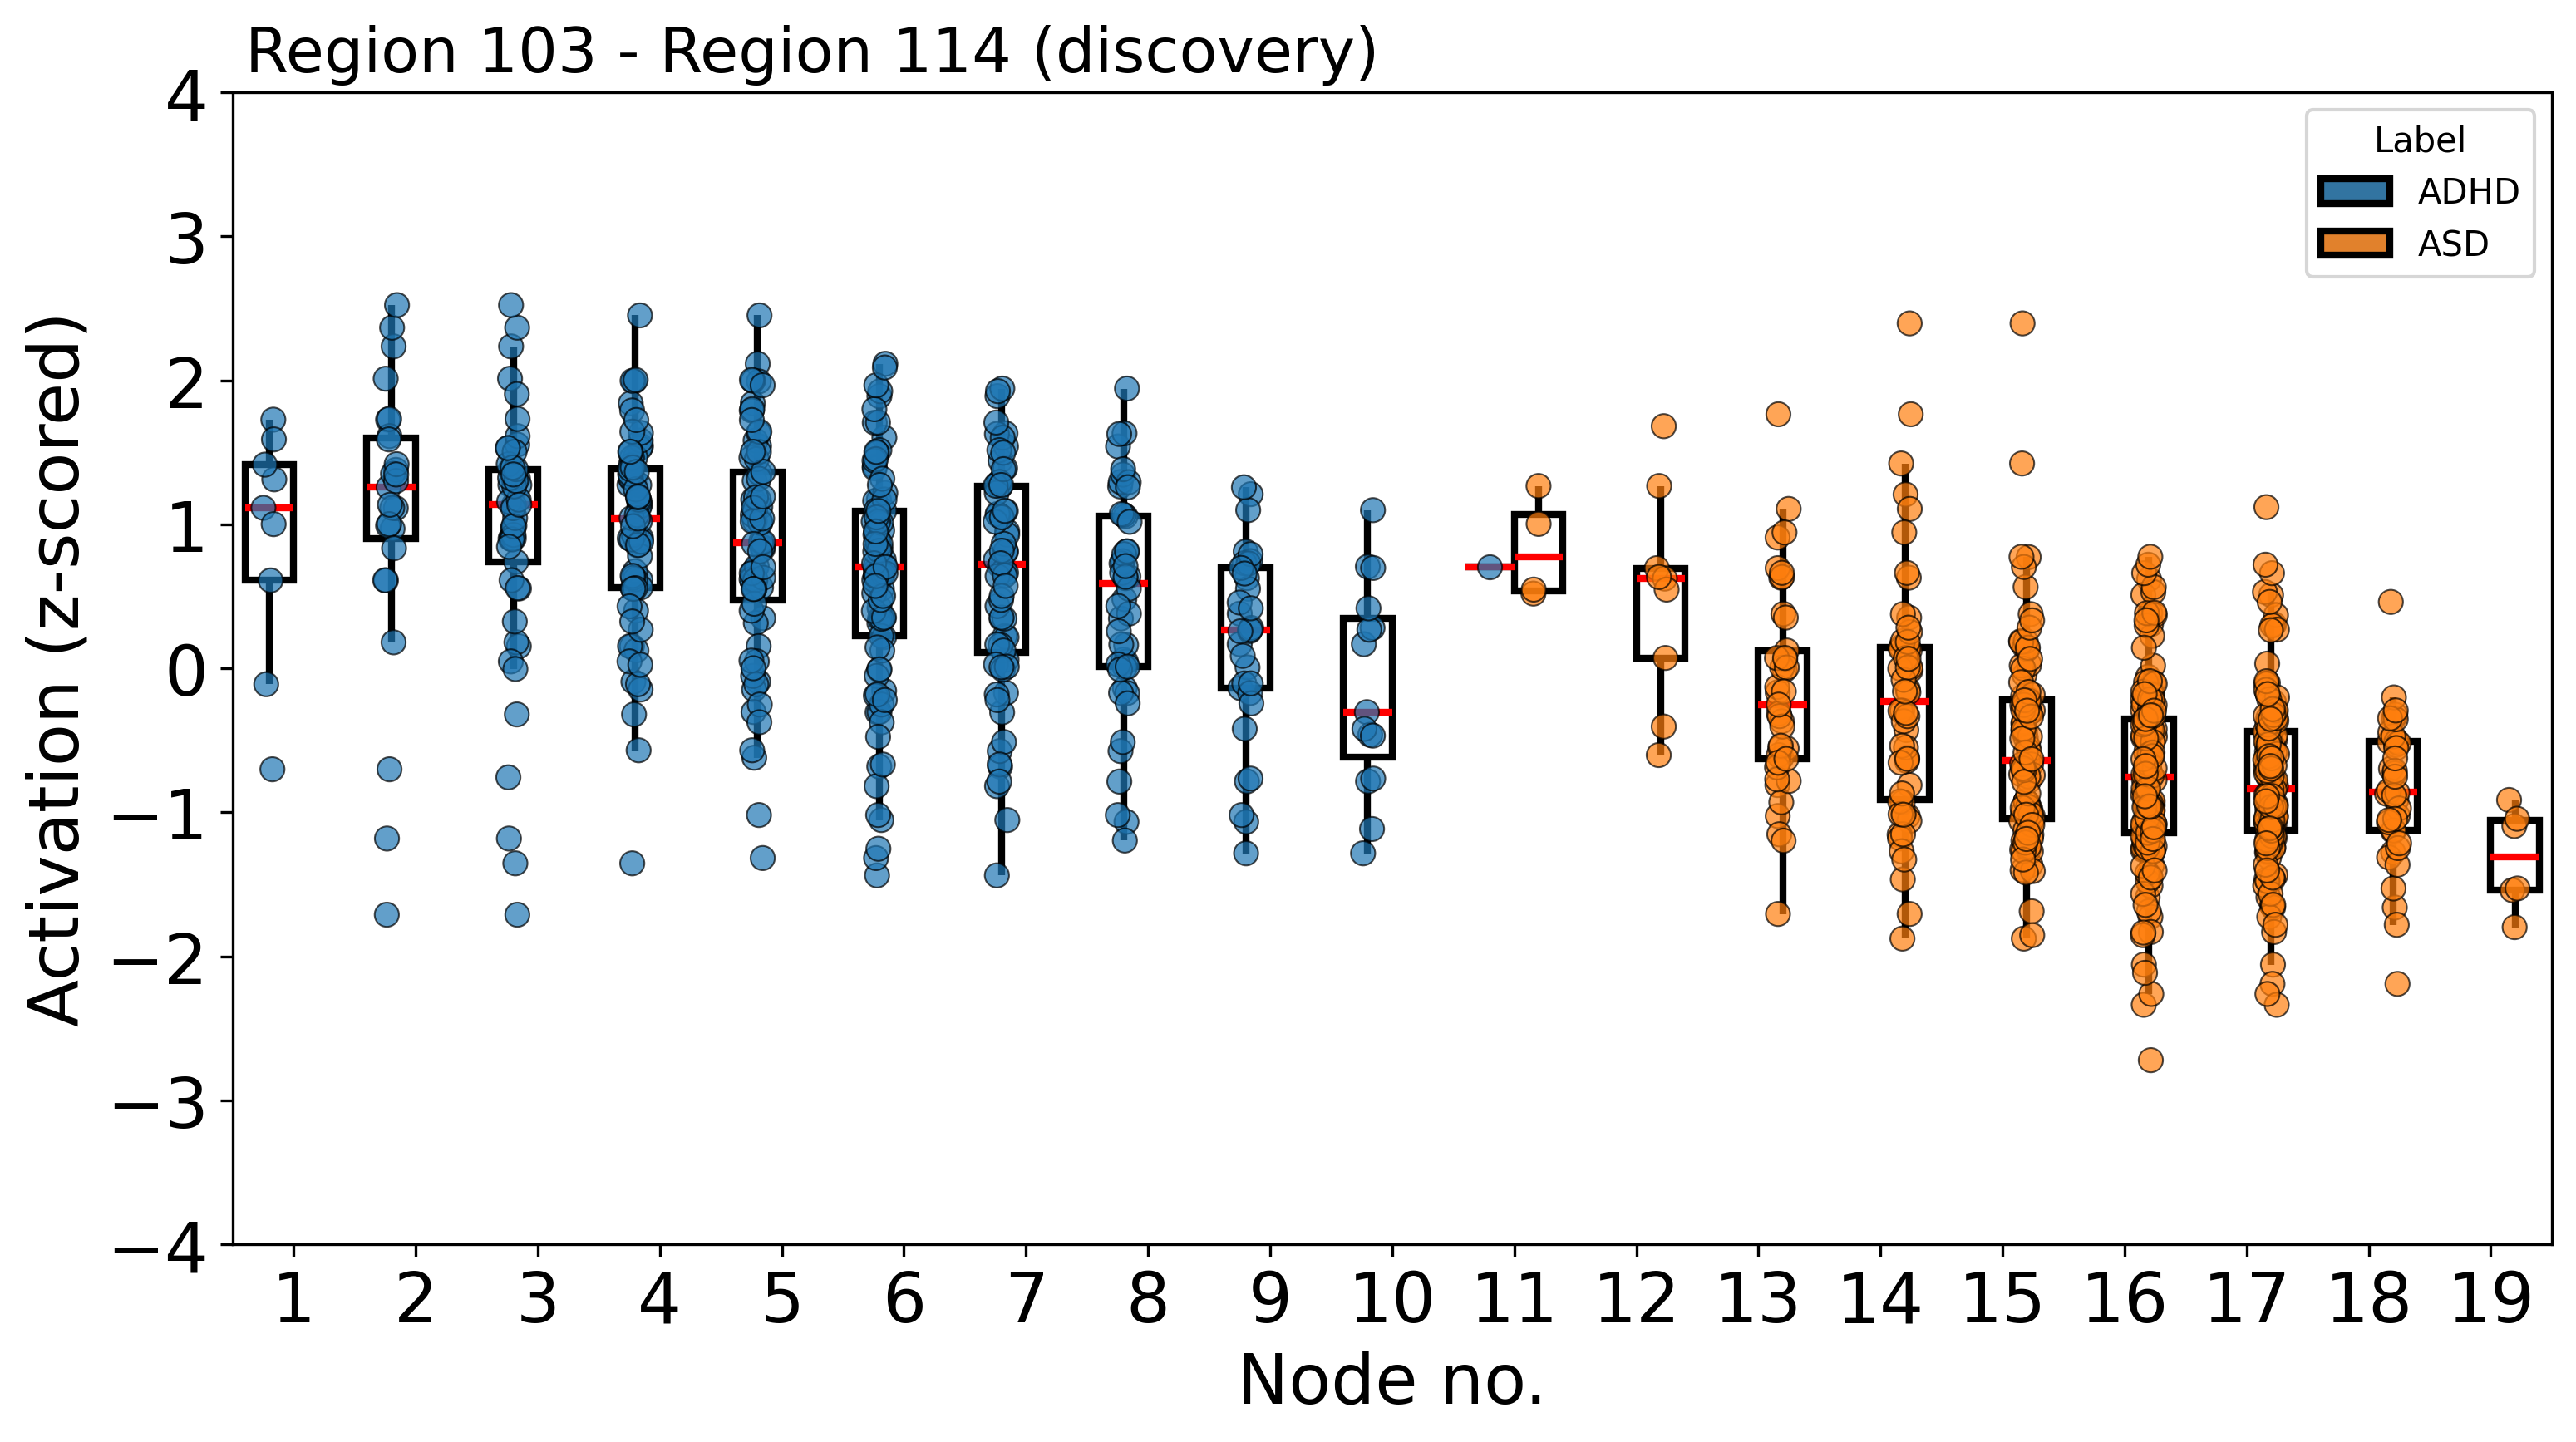 Region 103 - Region 114 (discovery)
Activation (z-scored)
4
3
2
1
0
−1
−2
−3
−4
Label
ADHD
ASD
1 2 3 4 5 6 7 8 9 10 11 12 13 14 15 16 17 18 19
Node no.